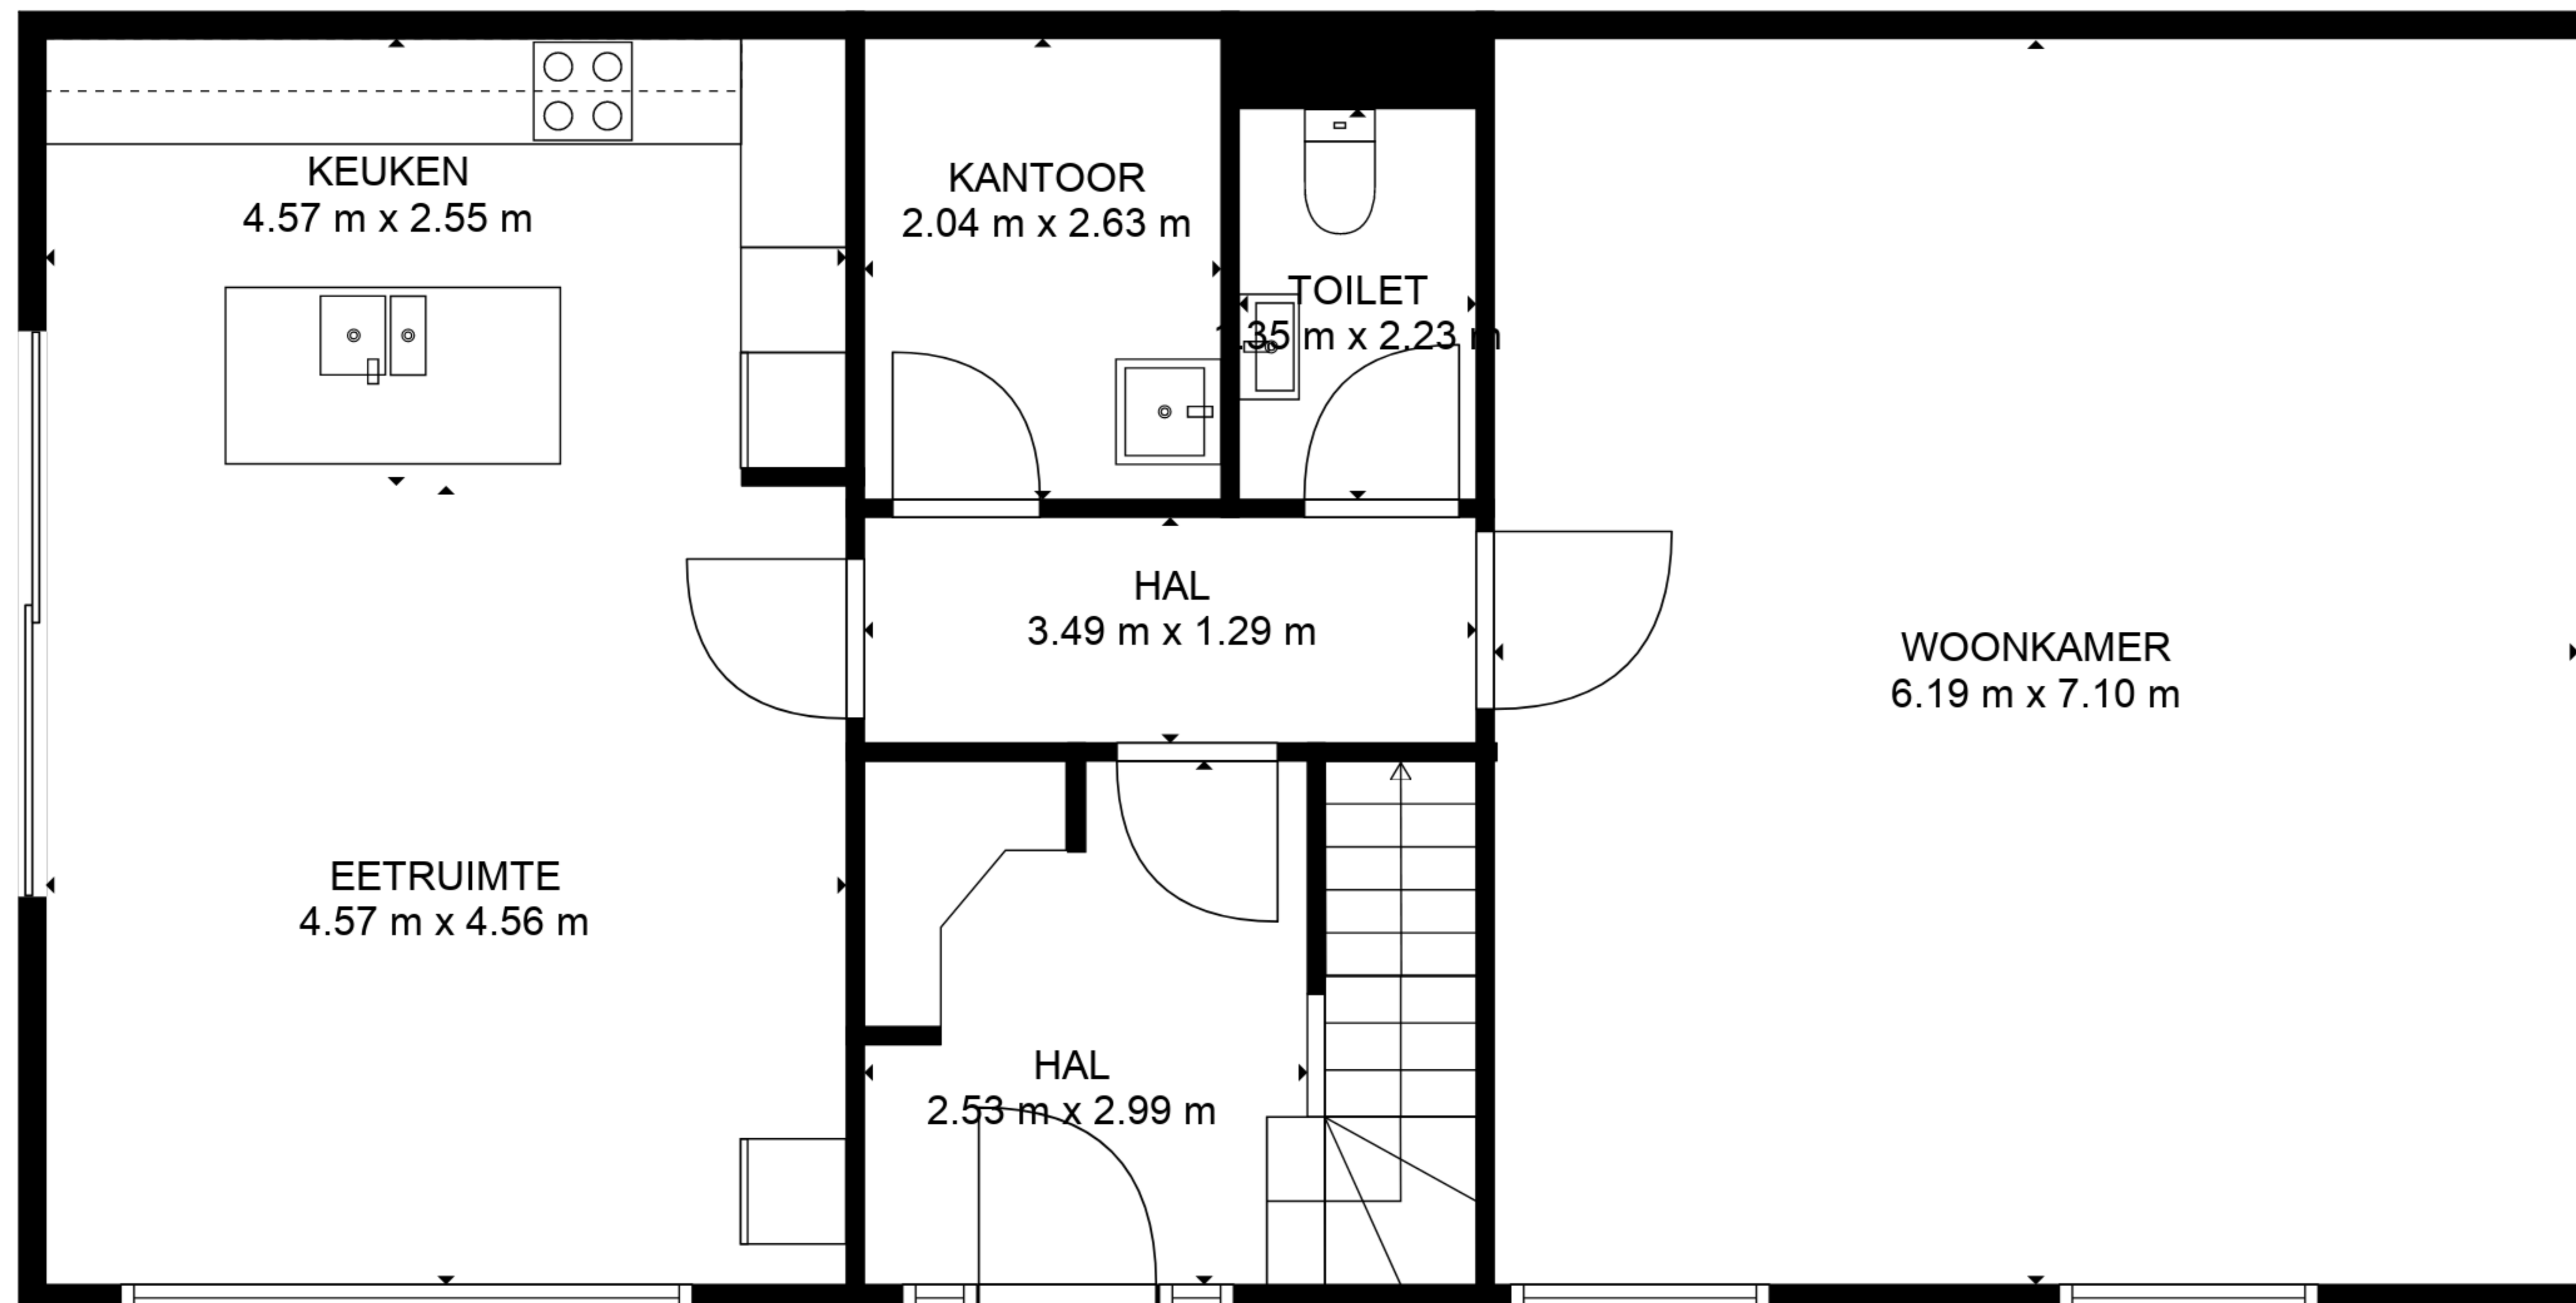 KEUKEN
4.57 m x 2.55 m
KANTOOR
2.04 m x 2.63 m
TOILET
1.35 m x 2.23 m
HAL
3.49 m x 1.29 m
WOONKAMER
6.19 m x 7.10 m
EETRUIMTE
4.57 m x 4.56 m
HAL
2.53 m x 2.99 m